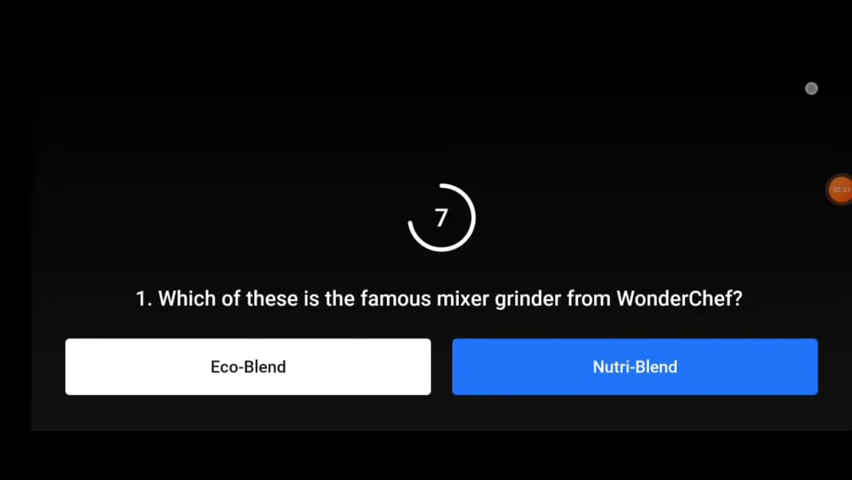 7
1. Which of these is the famous mixer grinder from WonderChef?
Eco-Blend
Nutri-Blend